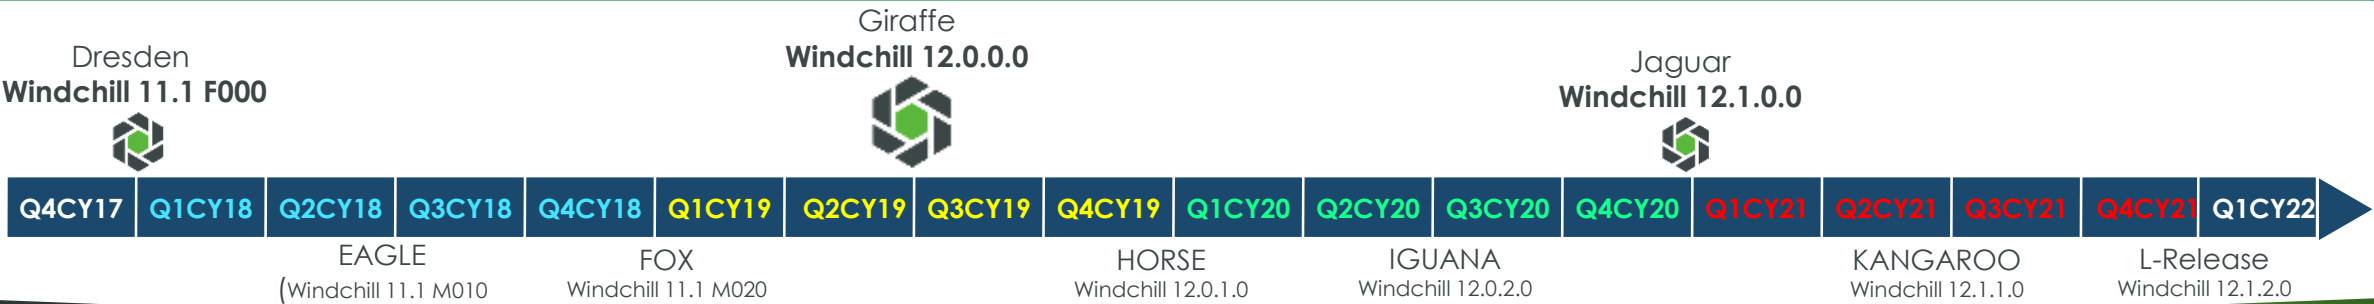 Dresden
Windchill 11.1 F000
Giraffe
Windchill 12.0.0.0
Jaguar
Windchill 12.1.0.0
Q4CY17 Q1CY18 Q2CY18 Q3CY18 Q4CY18 Q1CY19 Q2CY19 Q3CY19 Q4CY19 Q1CY20 Q2CY20 Q3CY20 Q4CY20 Q1CY21 Q2CY21 Q3CY21 Q4CY21 Q1CY22
EAGLE
(Windchill 11.1 M010
FOX
Windchill 11.1 M020
HORSE
Windchill 12.0.1.0
IGUANA
Windchill 12.0.2.0
KANGAROO
Windchill 12.1.1.0
L-Release
Windchill 12.1.2.0